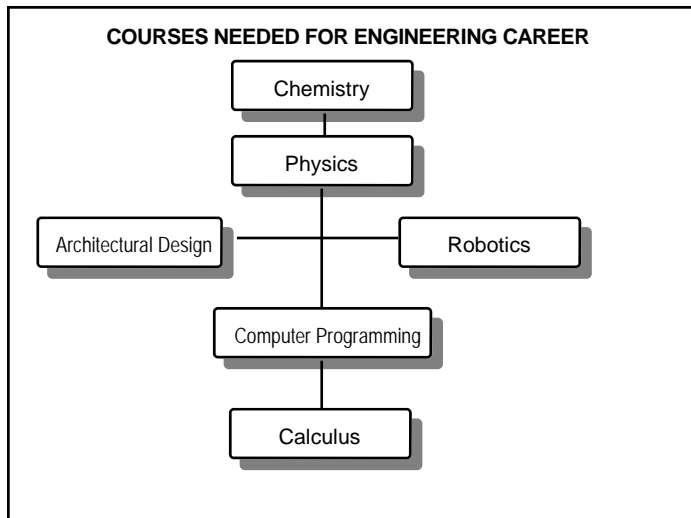 COURSES NEEDED FOR ENGINEERING CAREER
Chemistry
Physics
Architectural Design
Robotics
Computer Programming
Calculus